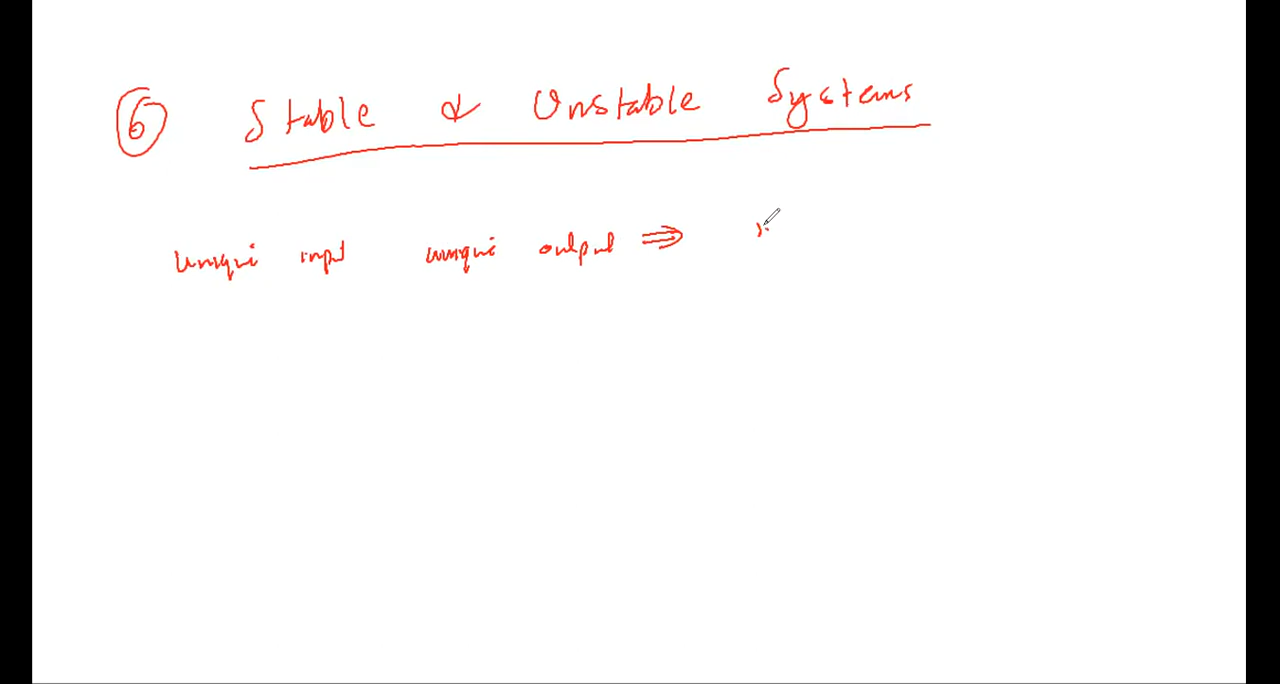 6 Stable & Unstable Systems
Unique input unique output ⇒